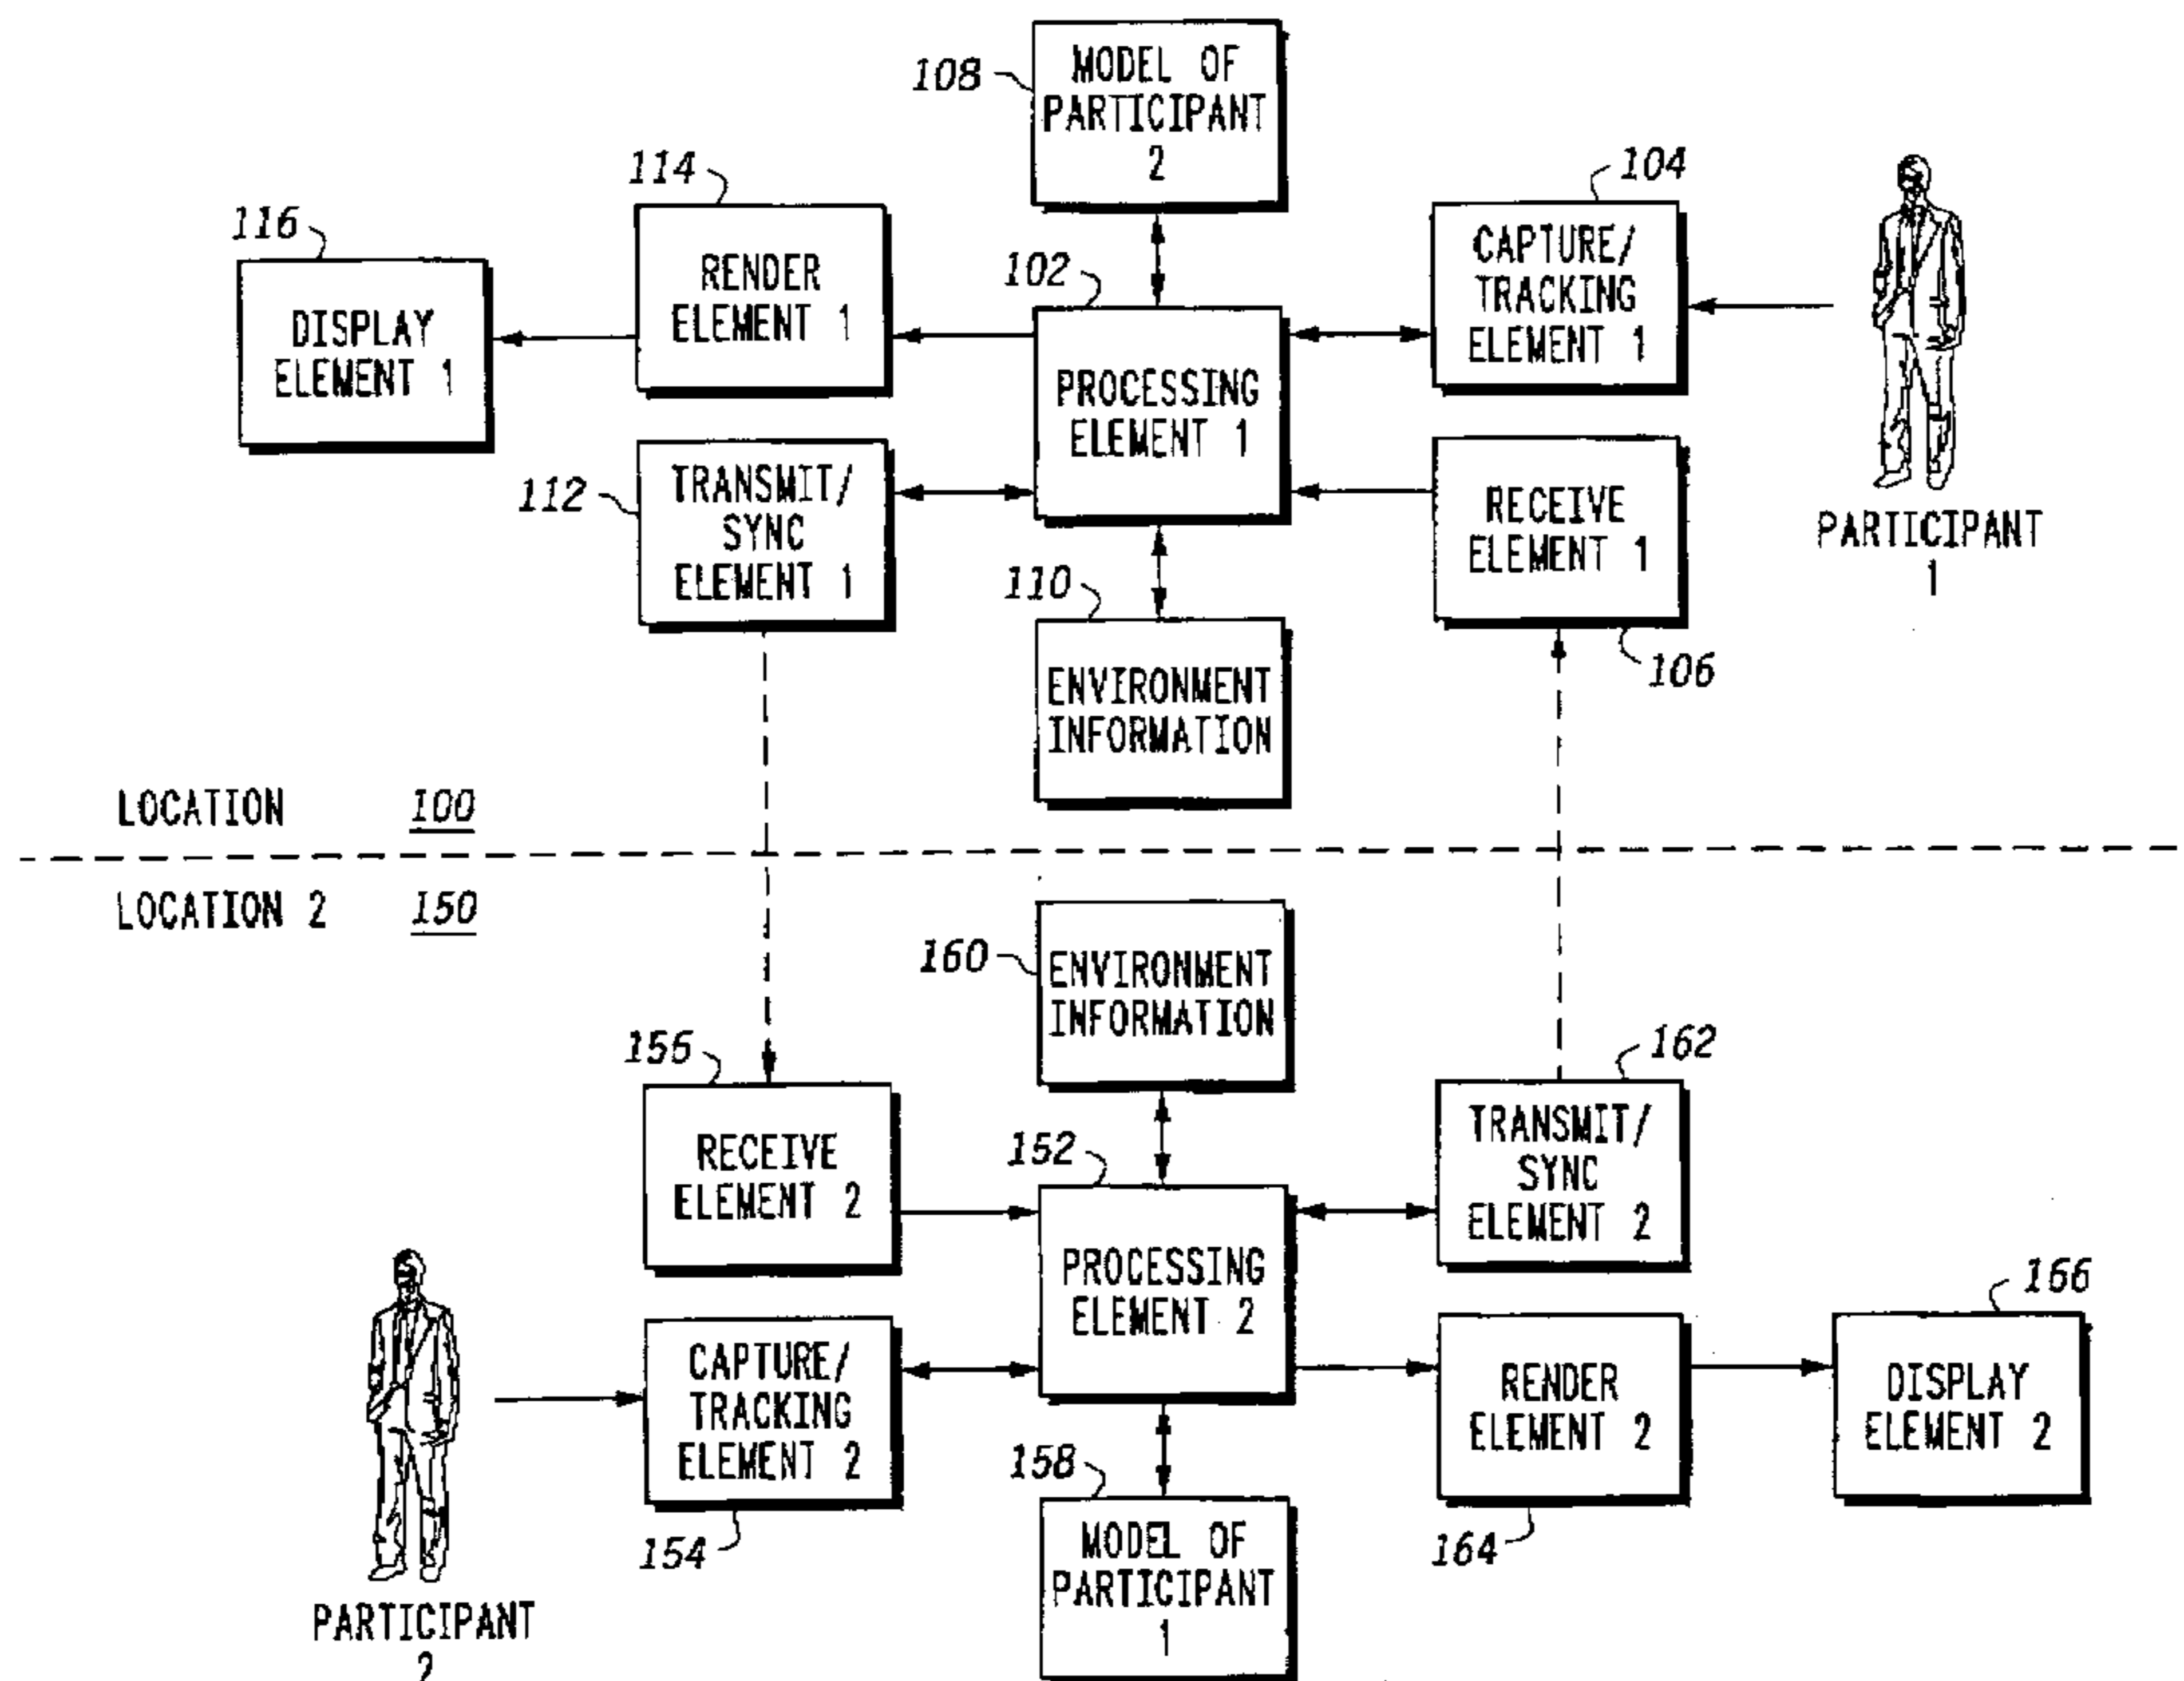 108
MODEL OF
PARTICIPANT
2
114
104
116
RENDER
ELEMENT 1
102
CAPTURE/
TRACKING
ELEMENT 1
DISPLAY
ELEMENT 1
PROCESSING
ELEMENT 1
112
TRANSMIT/
SYNC
ELEMENT 1
RECEIVE
ELEMENT 1
PARTICIPANT
1
110
106
ENVIRONMENT
INFORMATION
LOCATION 100
LOCATION 2 150
160
ENVIRONMENT
INFORMATION
156
162
RECEIVE
ELEMENT 2
152
TRANSMIT/
SYNC
ELEMENT 2
PROCESSING
ELEMENT 2
166
CAPTURE/
TRACKING
ELEMENT 2
RENDER
ELEMENT 2
DISPLAY
ELEMENT 2
158
154
164
MODEL OF
PARTICIPANT
1
PARTICIPANT
2